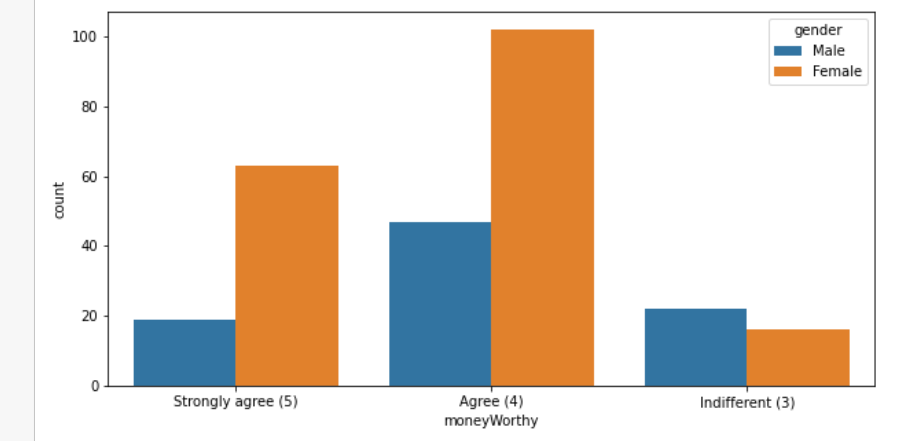 gender
Male
Female
100
80
60
40
20
0
count
Strongly agree (5) Agree (4) Indifferent (3)
moneyWorthy